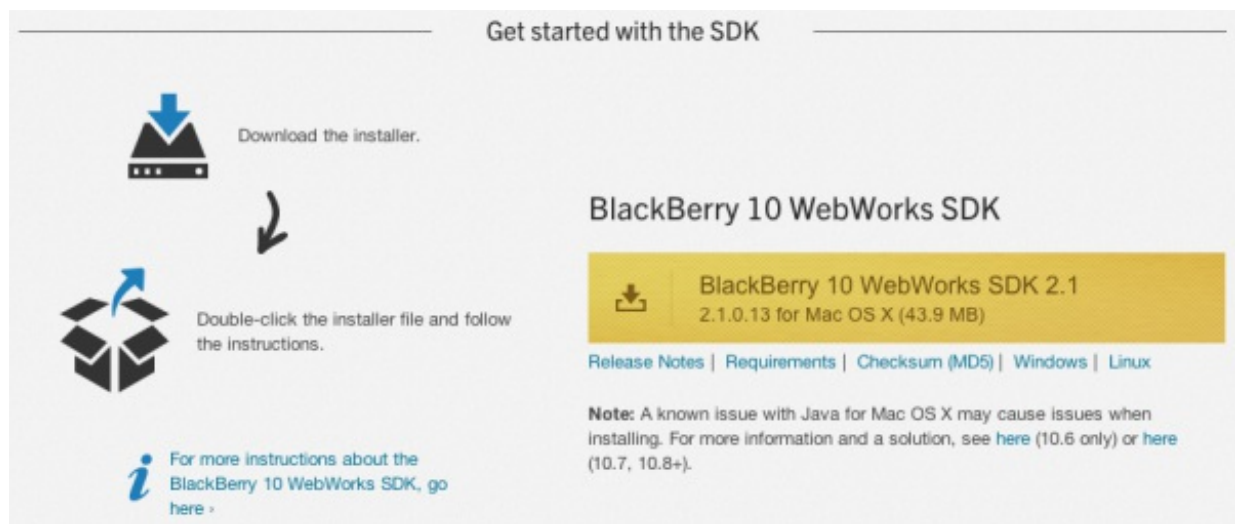 Get started with the SDK
Download the installer.
Double-click the installer file and follow
the instructions.
For more instructions about the
BlackBerry 10 WebWorks SDK, go
here ›
BlackBerry 10 WebWorks SDK
BlackBerry 10 WebWorks SDK 2.1
2.1.0.13 for Mac OS X (43.9 MB)
Release Notes | Requirements | Checksum (MD5) | Windows | Linux
Note: A known issue with Java for Mac OS X may cause issues when
installing. For more information and a solution, see here (10.6 only) or here
(10.7, 10.8+).